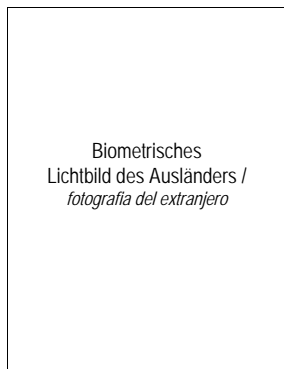 Biometrisches
Lichtbild des Ausländers /
fotografia del extranjero